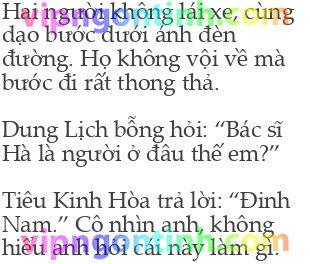 Hai người không lái xe, cùng
dạo bước dưới ánh đèn
đường. Họ không vội về mà
bước đi rất thong thả.
Dung Lịch bỗng hỏi: “Bác sĩ
Hà là người ở đâu thế em?”
Tiêu Kinh Hòa trả lời: “Đinh
Nam.” Cô nhìn anh, không
hiểu anh hỏi cái này làm gì.
vipngontinh.com
vipngontinh.com